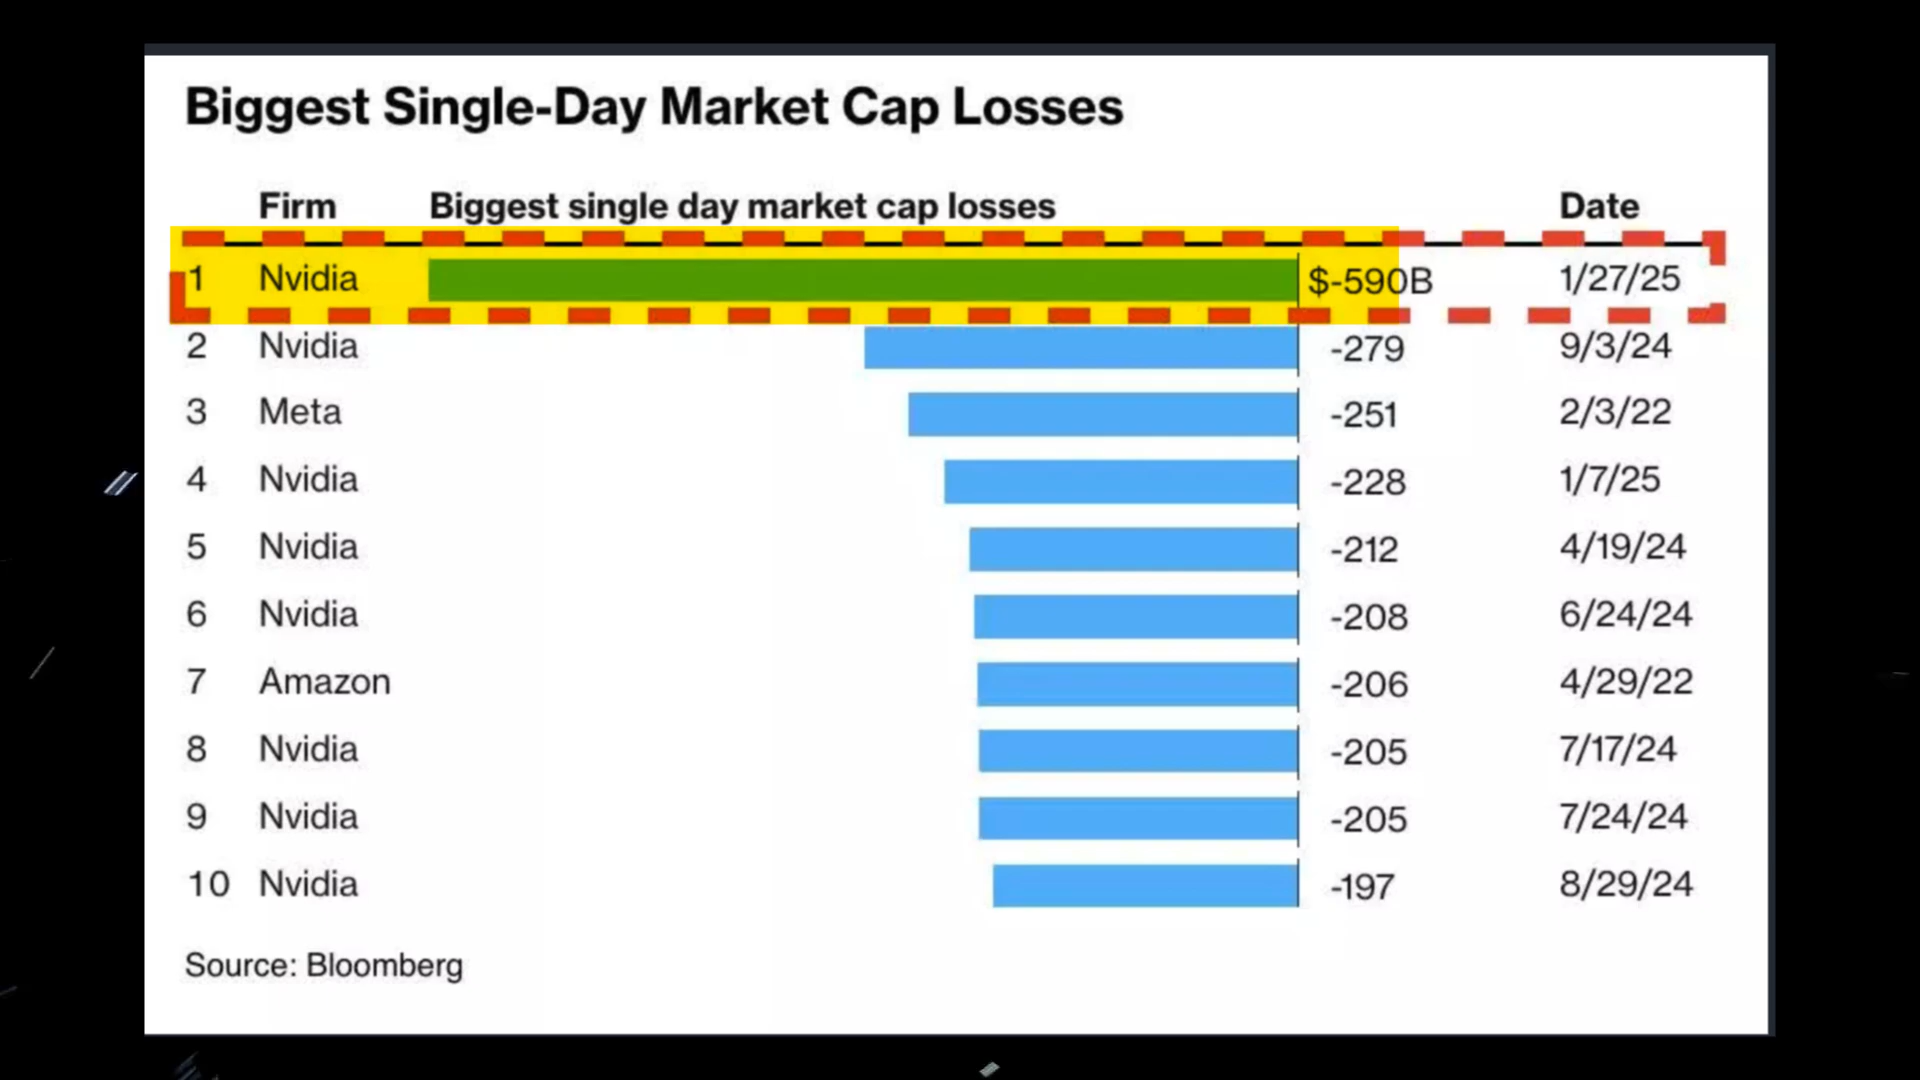 Biggest Single-Day Market Cap Losses
Firm Biggest single day market cap losses Date
1 Nvidia $-590B 1/27/25
2 Nvidia -279 9/3/24
3 Meta -251 2/3/22
4 Nvidia -228 1/7/25
5 Nvidia -212 4/19/24
6 Nvidia -208 6/24/24
7 Amazon -206 4/29/22
8 Nvidia -205 7/17/24
9 Nvidia -205 7/24/24
10 Nvidia -197 8/29/24
Source: Bloomberg